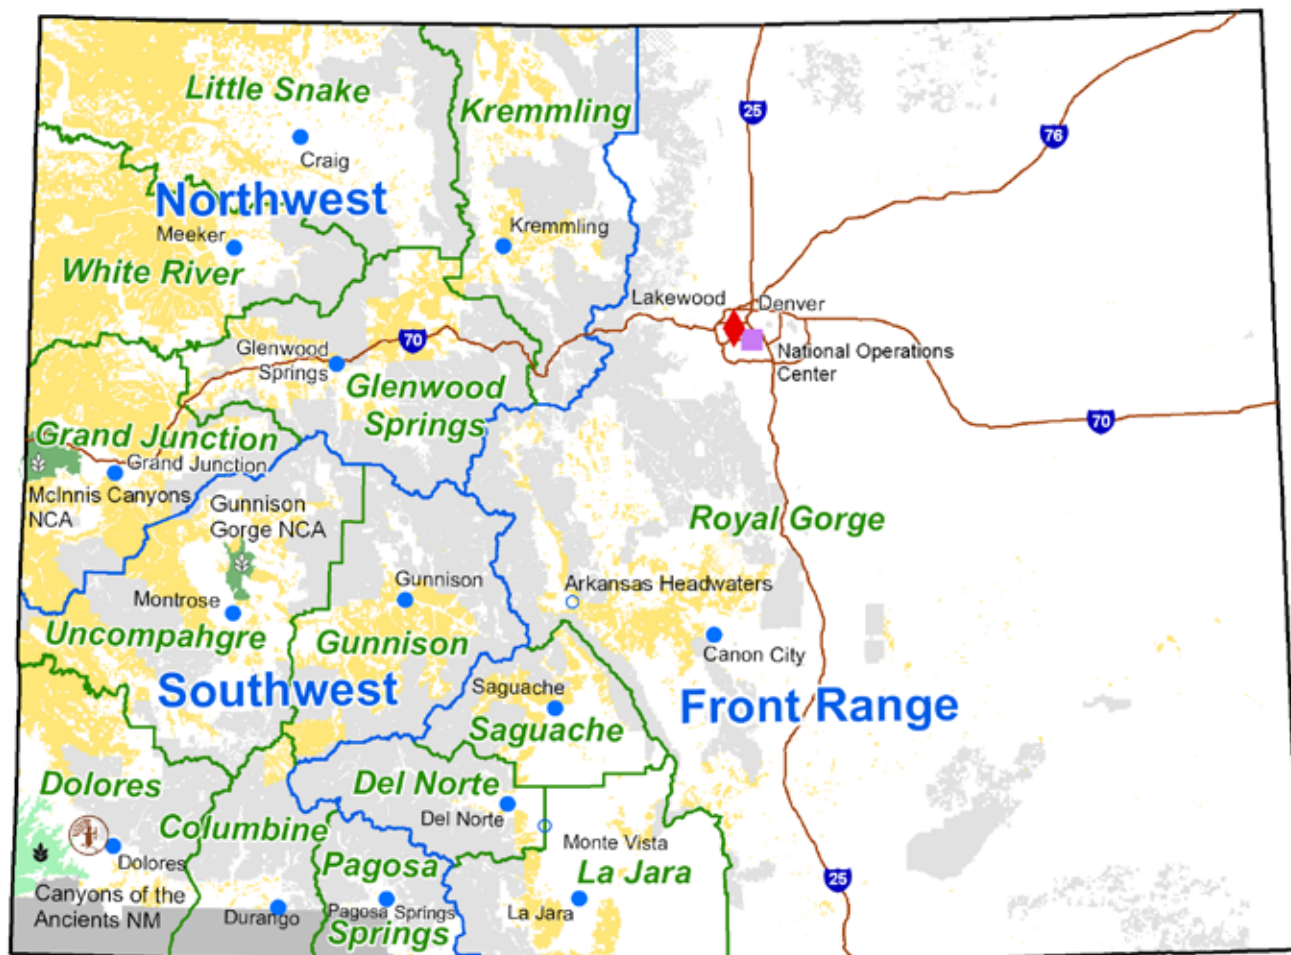 Little Snake
Kremmling
25
76
Craig
Northwest
Meeker
Kremmling
White River
Lakewood
Denver
Glenwood
Springs
70
National Operations
Center
Glenwood
Springs
70
Grand Junction
Grand Junction
McInnis Canyons
NCA
Gunnison
Gorge NCA
Royal Gorge
Gunnison
Arkansas Headwaters
Montrose
Uncompahgre
Gunnison
Canon City
Southwest
Saguache
Front Range
Saguache
Dolores
Del Norte
Del Norte
Columbine
Monte Vista
Dolores
Pagosa
Springs
La Jara
25
Canyons of the
Ancients NM
Durango
Pagosa Springs
La Jara